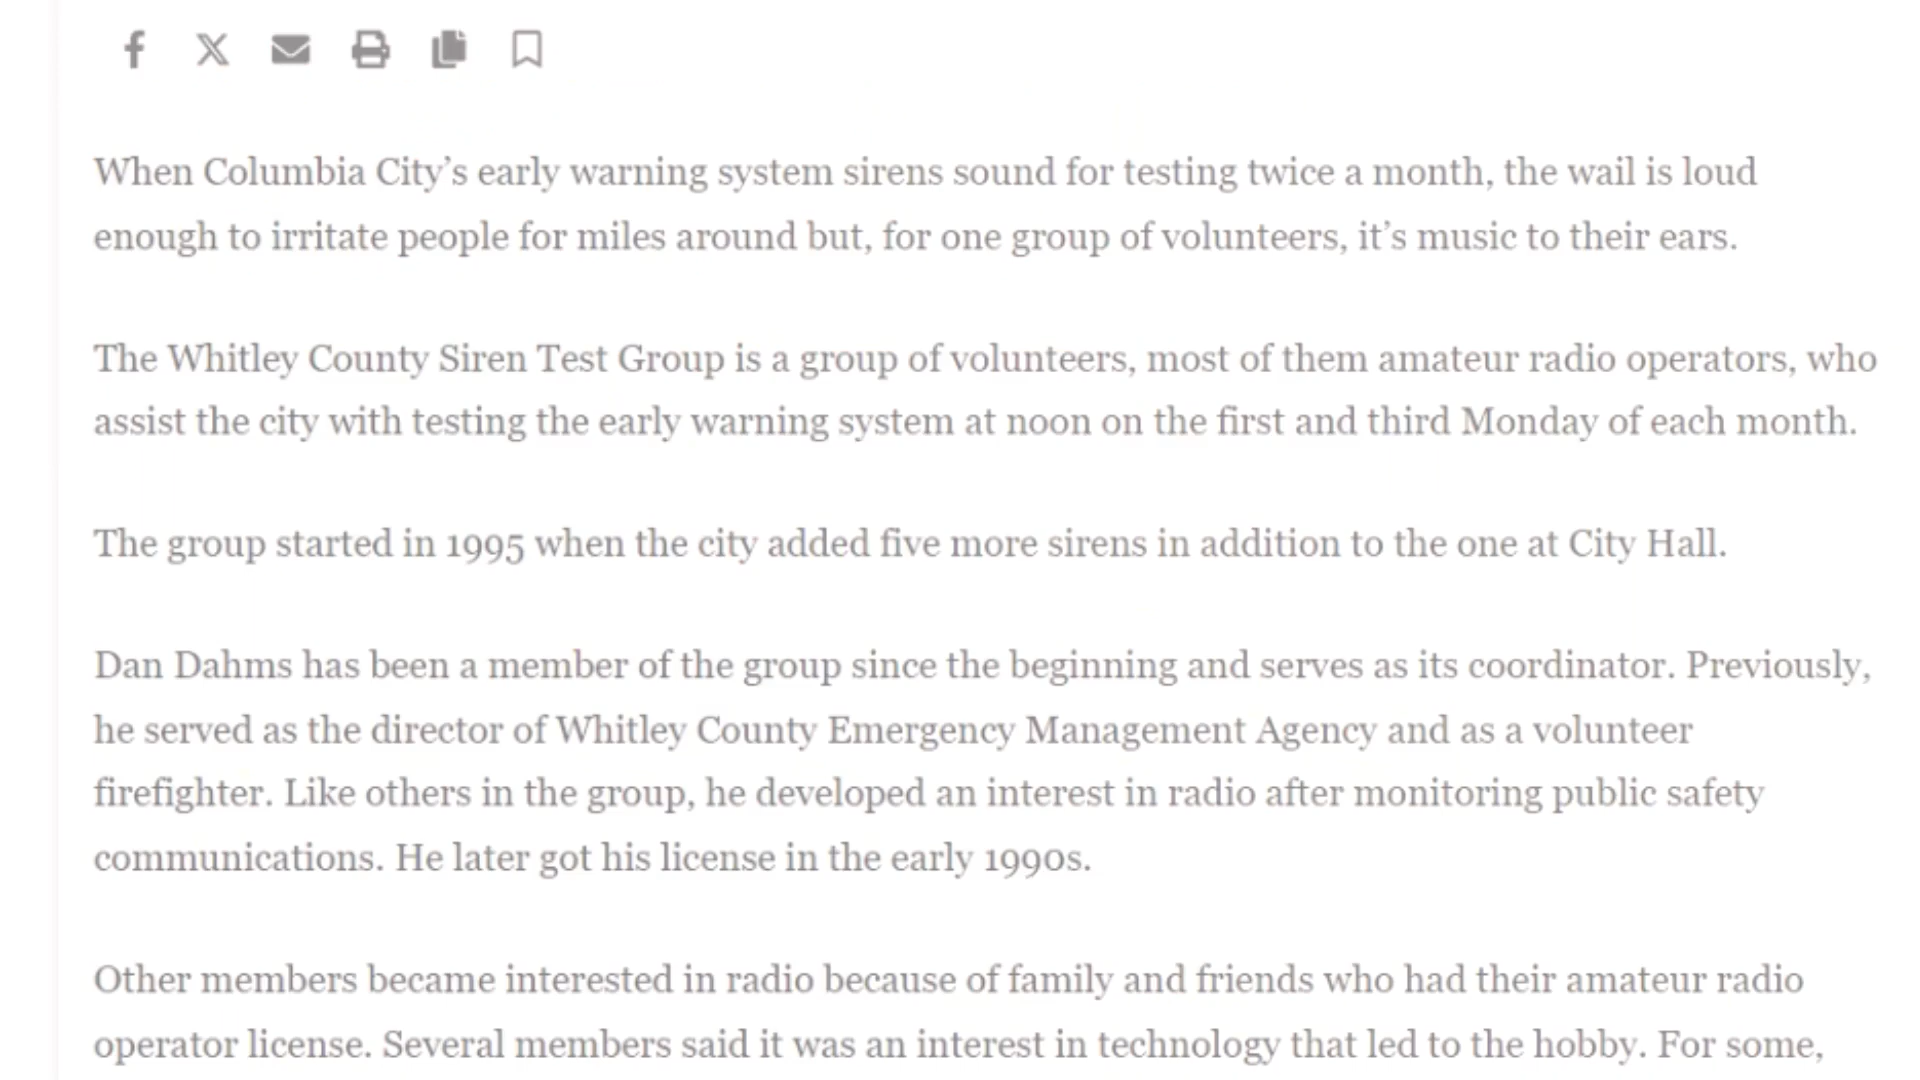 When Columbia City’s early warning system sirens sound for testing twice a month, the wail is loud
enough to irritate people for miles around but, for one group of volunteers, it’s music to their ears.
The Whitley County Siren Test Group is a group of volunteers, most of them amateur radio operators, who
assist the city with testing the early warning system at noon on the first and third Monday of each month.
The group started in 1995 when the city added five more sirens in addition to the one at City Hall.
Dan Dahms has been a member of the group since the beginning and serves as its coordinator. Previously,
he served as the director of Whitley County Emergency Management Agency and as a volunteer
firefighter. Like others in the group, he developed an interest in radio after monitoring public safety
communications. He later got his license in the early 1990s.
Other members became interested in radio because of family and friends who had their amateur radio
operator license. Several members said it was an interest in technology that led to the hobby. For some,